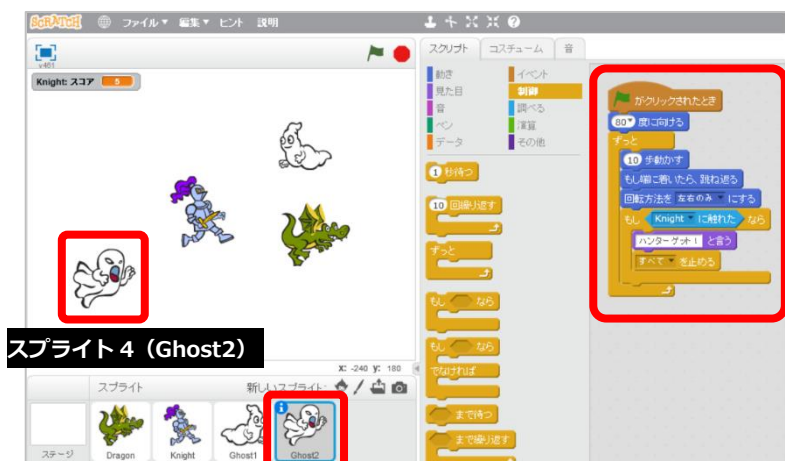 SCRATCH ファイル▼ 編集▼ ヒント 説明
v461
Knight: スコア 5
スプライト 4（Ghost2）
X: -240 y: 180
スプライト 新しいスプライト:
ステージ Dragon Knight Ghost1 Ghost2
スクリプト コスチューム 音
動き イベント
見た目 制御
音 調べる
ペン 演算
データ その他
1 秒待つ
10 回繰り返す
ずっと
もし なら
もし なら
でなければ
まで待つ
まで繰り返す
がクリックされたとき
80▼ 度に向ける
ずっと
10 歩動かす
もし端に着いたら、跳ね返る
回転方法を 左右のみ▼ にする
もし Knight▼ に触れた なら
ハンターゲット！ と言う
すべて▼ を止める